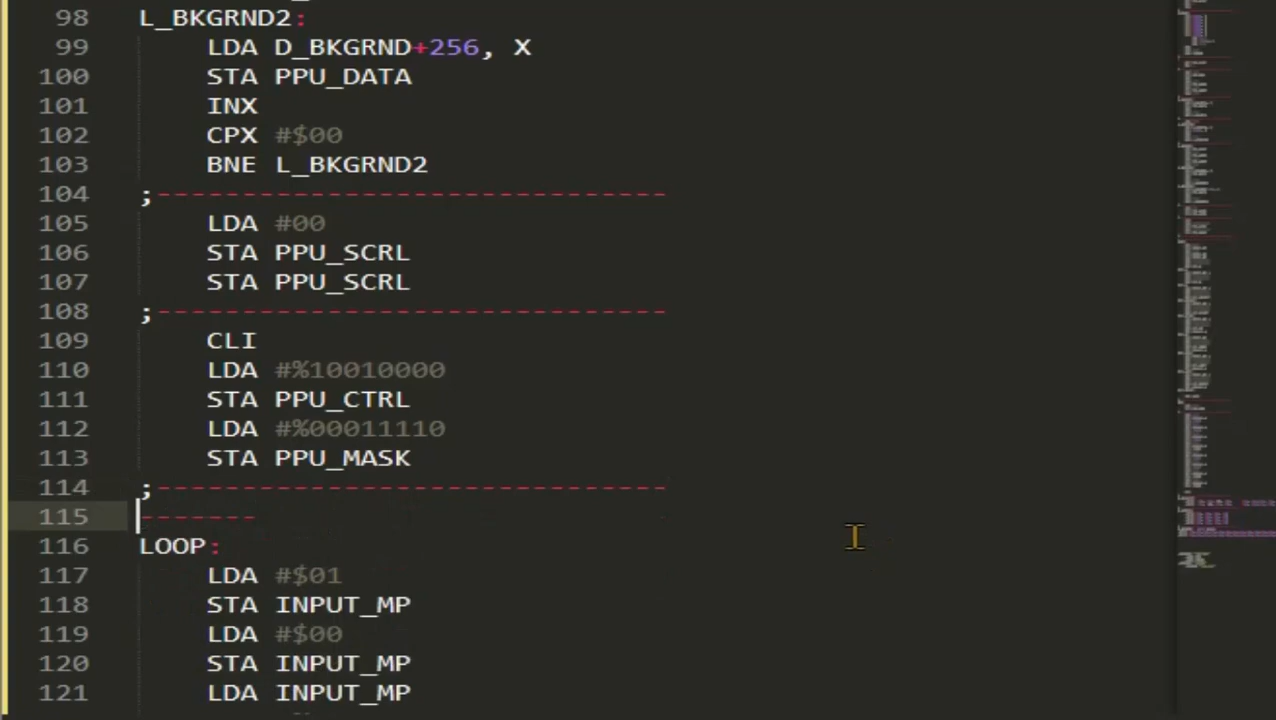 98 L_BKGRND2:
99 LDA D_BKGRND+256, X
100 STA PPU_DATA
101 INX
102 CPX #$00
103 BNE L_BKGRND2
104 ;------------------------------
105 LDA #00
106 STA PPU_SCRL
107 STA PPU_SCRL
108 ;------------------------------
109 CLI
110 LDA #%10010000
111 STA PPU_CTRL
112 LDA #%00011110
113 STA PPU_MASK
114 ;------------------------------
115 -------
116 LOOP:
117 LDA #$01
118 STA INPUT_MP
119 LDA #$00
120 STA INPUT_MP
121 LDA INPUT_MP